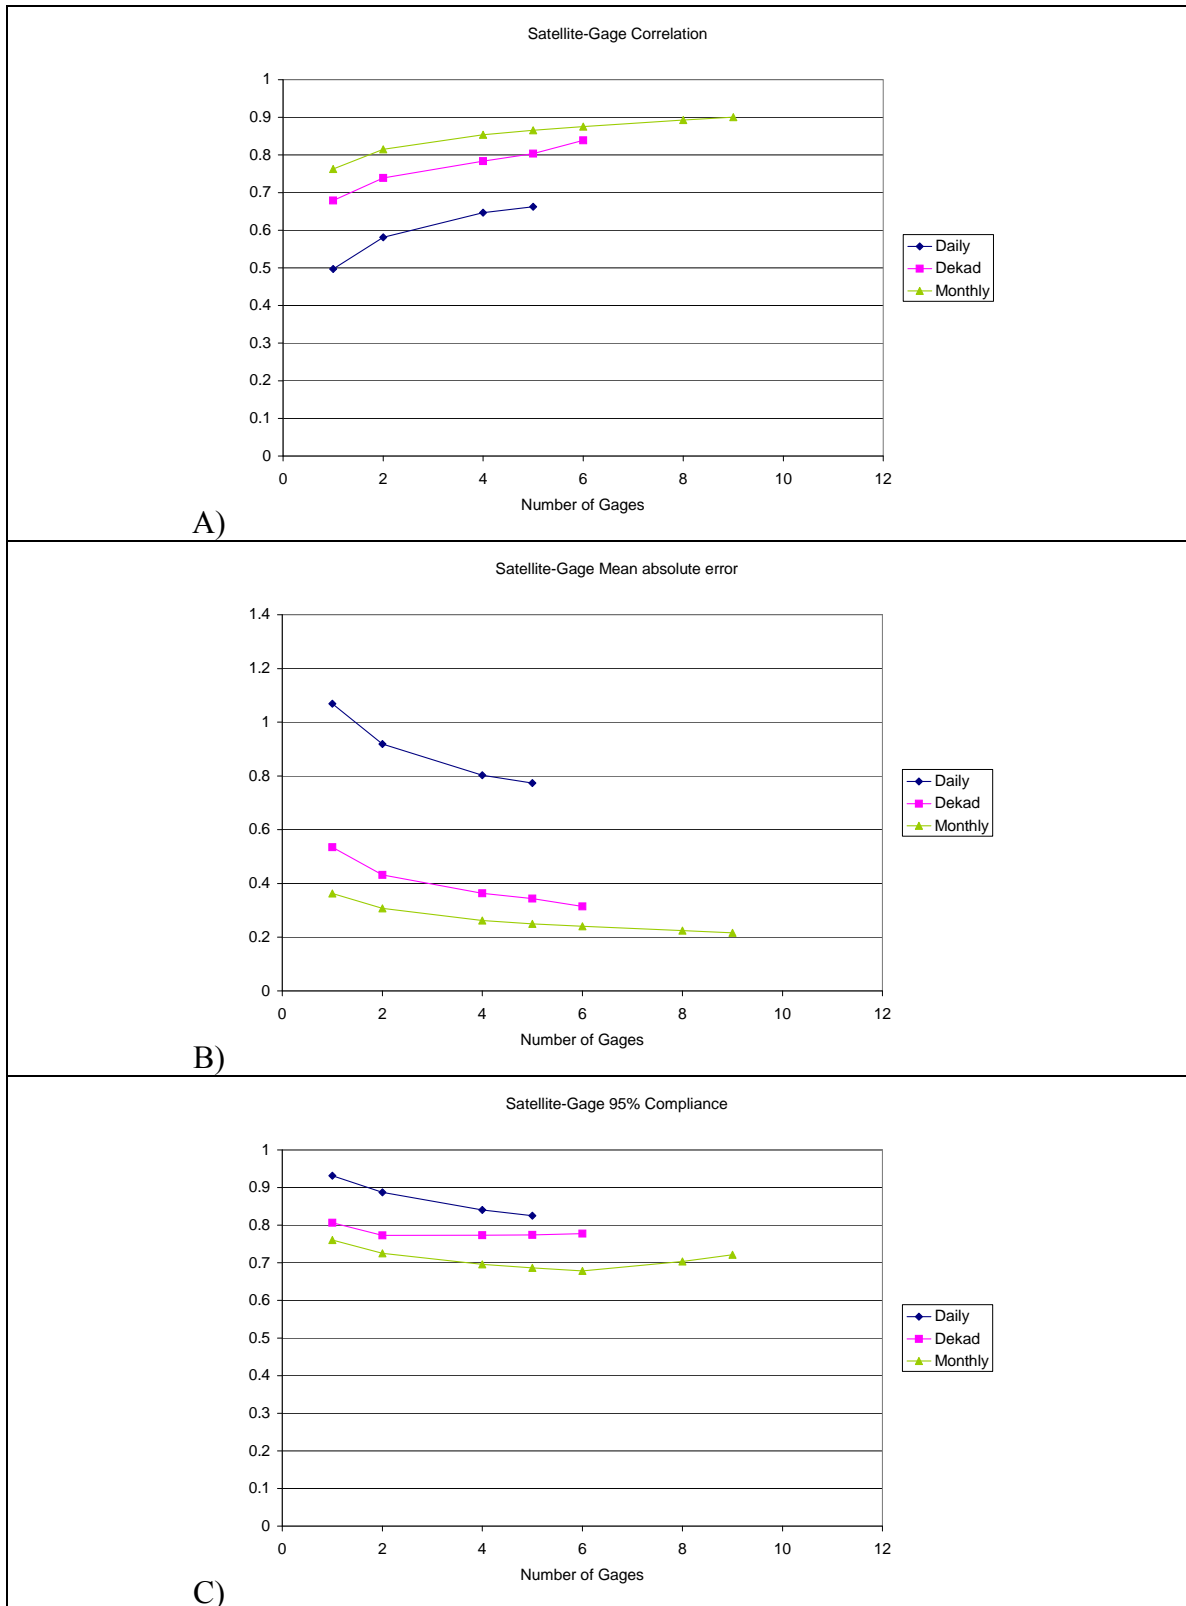 Satellite-Gage Correlation
1
0.9
0.8
0.7
0.6
0.5
0.4
0.3
0.2
0.1
0
0 2 4 6 8 10 12
Number of Gages
Daily
Dekad
Monthly
A)
Satellite-Gage Mean absolute error
1.4
1.2
1
0.8
0.6
0.4
0.2
0
0 2 4 6 8 10 12
Number of Gages
Daily
Dekad
Monthly
B)
Satellite-Gage 95% Compliance
1
0.9
0.8
0.7
0.6
0.5
0.4
0.3
0.2
0.1
0
0 2 4 6 8 10 12
Number of Gages
Daily
Dekad
Monthly
C)